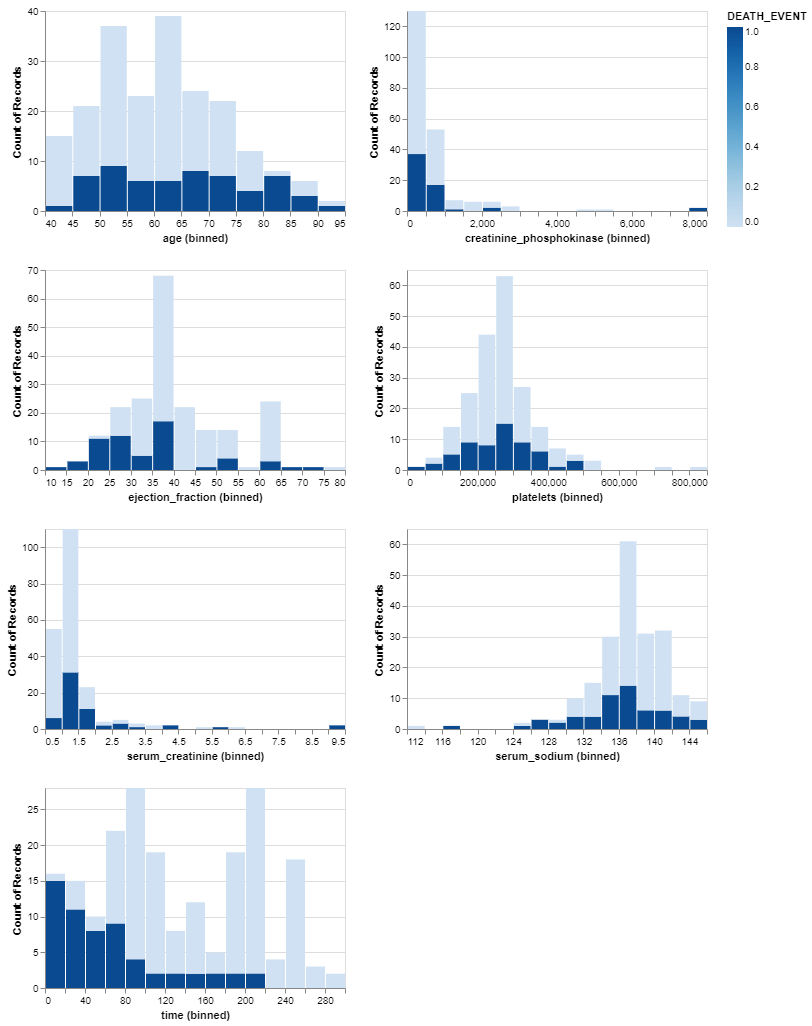 DEATH_EVENT
1.0
0.8
0.6
0.4
0.2
0.0
Count of Records
40
30
20
10
0
40 45 50 55 60 65 70 75 80 85 90 95
age (binned)
Count of Records
120
100
80
60
40
20
0
0 2,000 4,000 6,000 8,000
creatinine_phosphokinase (binned)
Count of Records
70
60
50
40
30
20
10
0
10 15 20 25 30 35 40 45 50 55 60 65 70 75 80
ejection_fraction (binned)
Count of Records
60
50
40
30
20
10
0
0 200,000 400,000 600,000 800,000
platelets (binned)
Count of Records
100
80
60
40
20
0
0.5 1.5 2.5 3.5 4.5 5.5 6.5 7.5 8.5 9.5
serum_creatinine (binned)
Count of Records
60
50
40
30
20
10
0
112 116 120 124 128 132 136 140 144
serum_sodium (binned)
Count of Records
25
20
15
10
5
0
0 40 80 120 160 200 240 280
time (binned)